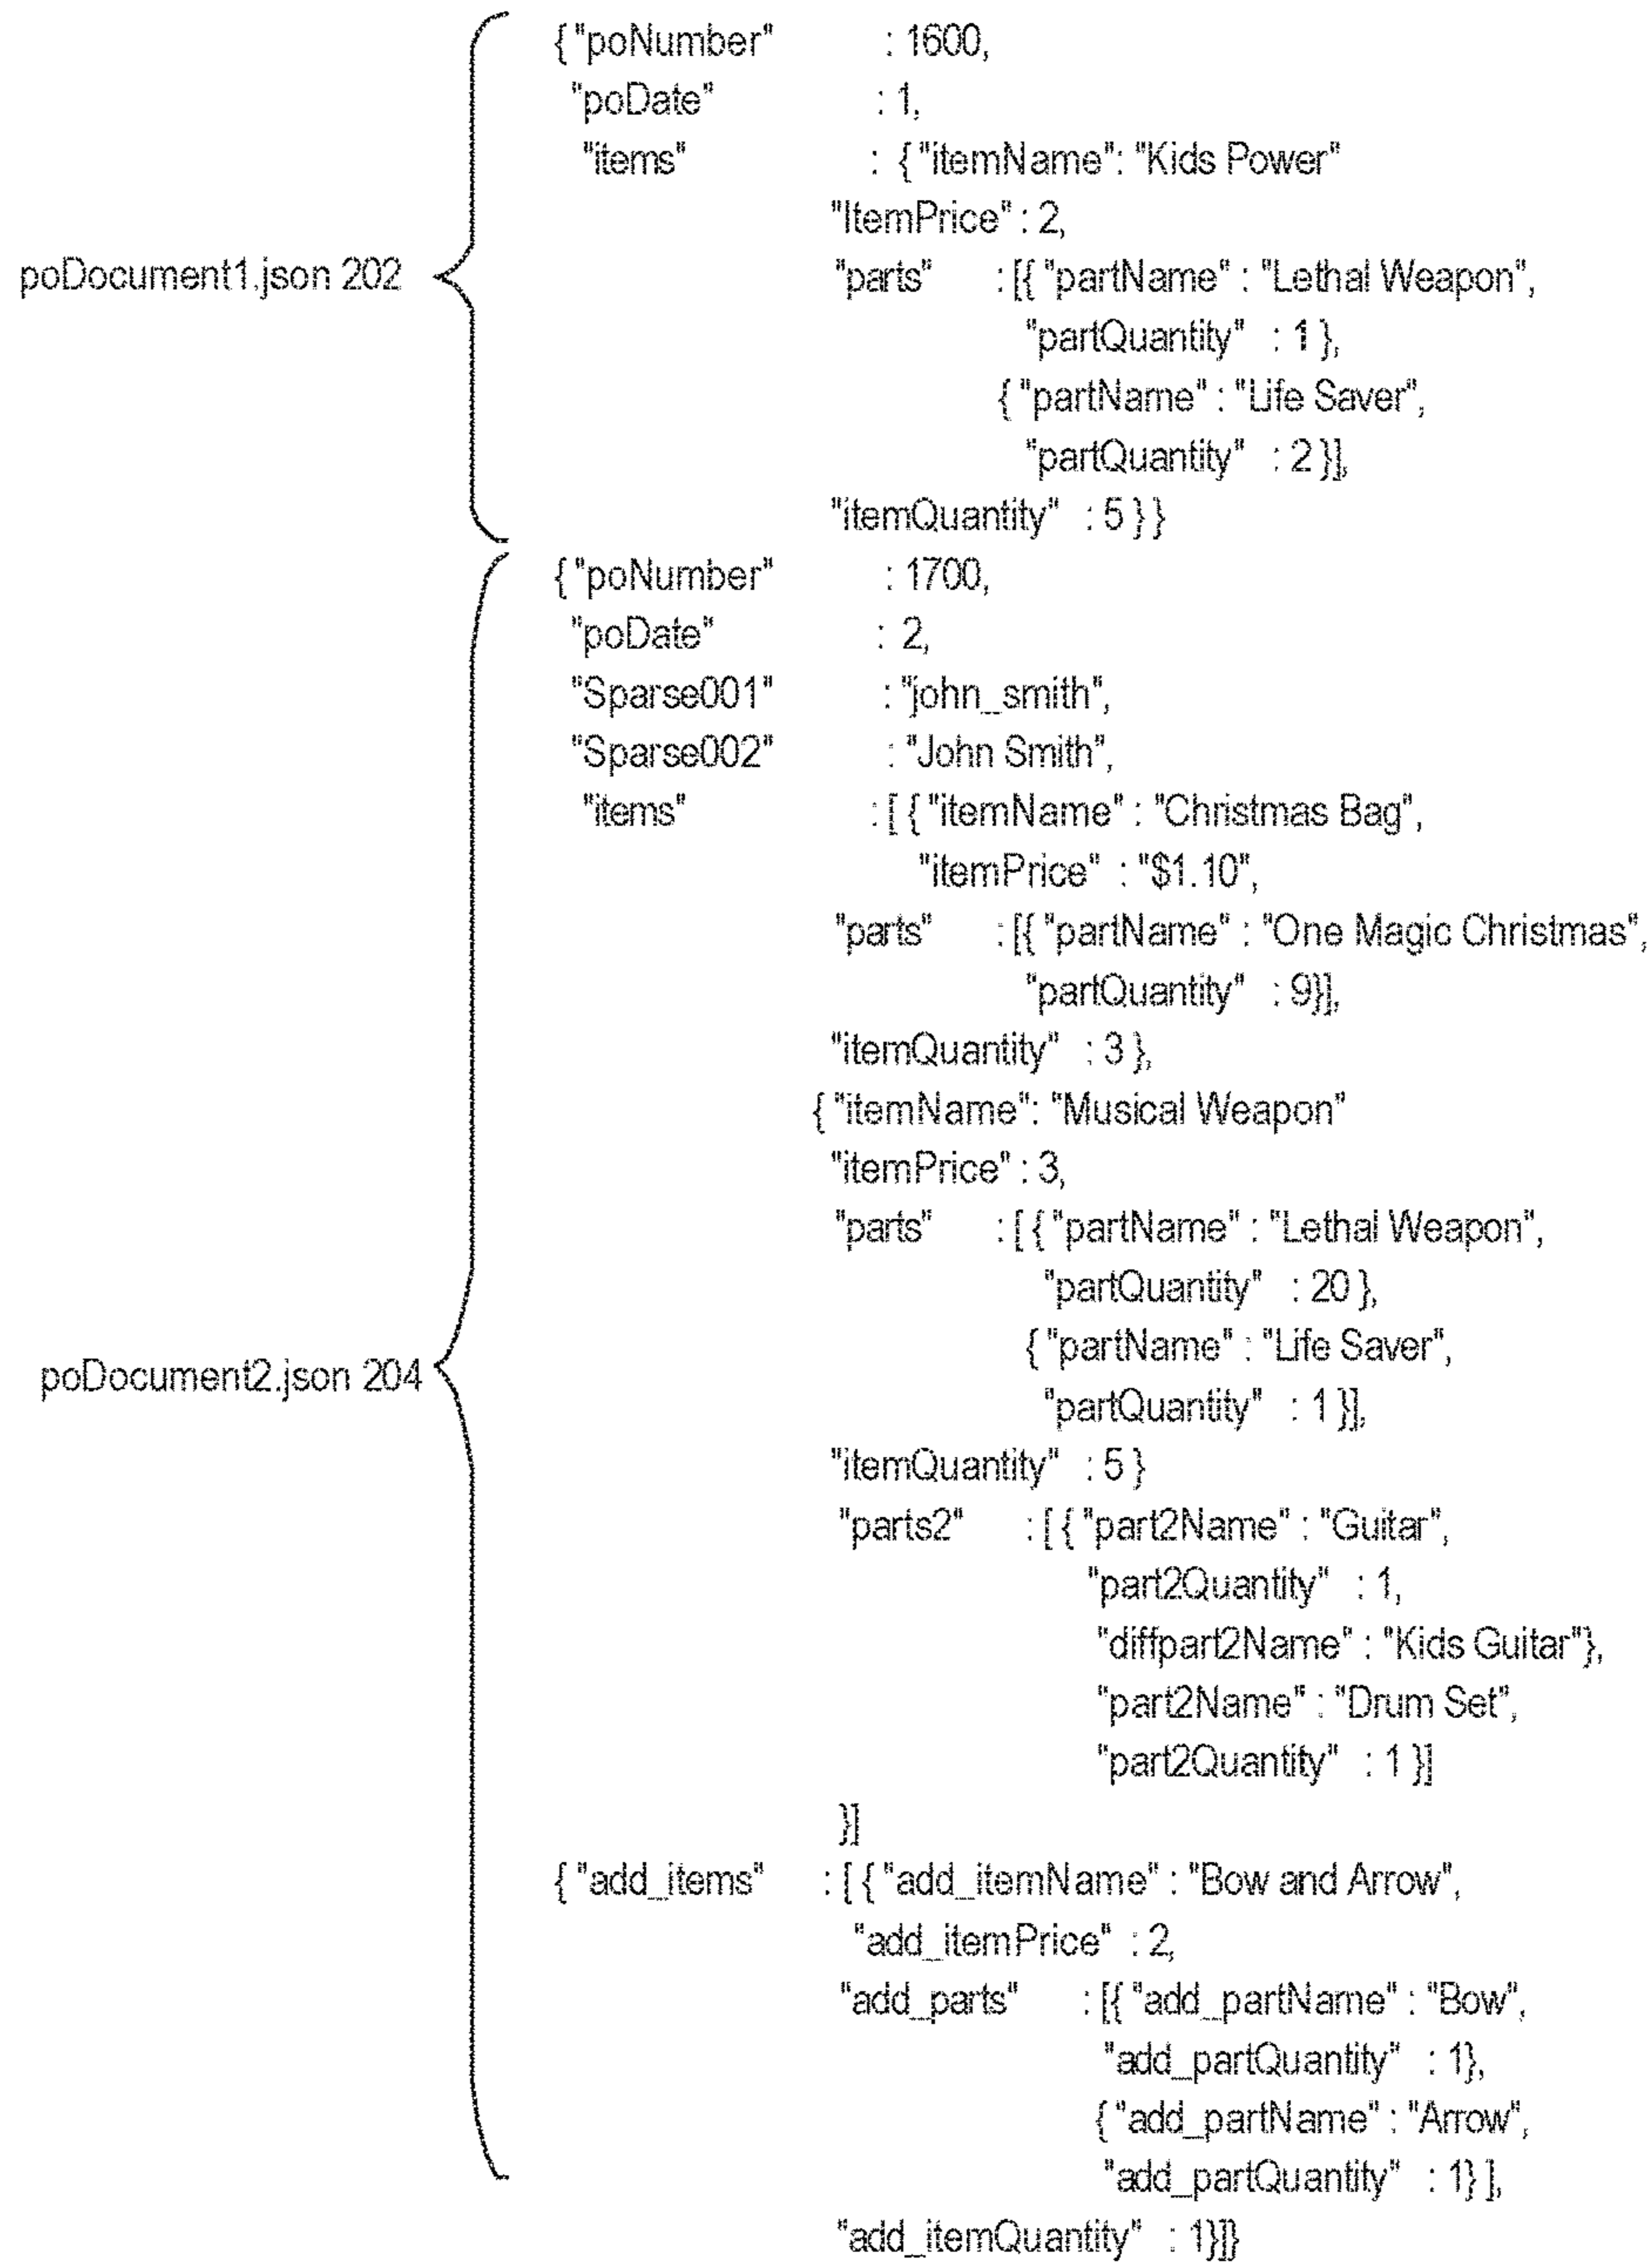 { "poNumber" : 1600,
"poDate" : 1,
"items" : { "itemName": "Kids Power"
"ItemPrice" : 2,
poDocument1.json 202
"parts" : [{ "partName" : "Lethal Weapon",
"partQuantity" : 1 },
{ "partName" : "Life Saver",
"partQuantity" : 2 }],
"itemQuantity" : 5 } }
{ "poNumber" : 1700,
"poDate" : 2,
"Sparse001" : "john_smith",
"Sparse002" : "John Smith",
"items" : [ { "itemName" : "Christmas Bag",
"itemPrice" : "$1.10",
"parts" : [{ "partName" : "One Magic Christmas",
"partQuantity" : 9}],
"itemQuantity" : 3 },
{ "itemName": "Musical Weapon"
"itemPrice" : 3,
"parts" : [ { "partName" : "Lethal Weapon",
"partQuantity" : 20 },
{ "partName" : "Life Saver",
poDocument2.json 204
"partQuantity" : 1 }],
"itemQuantity" : 5 }
"parts2" : [ { "part2Name" : "Guitar",
"part2Quantity" : 1,
"diffpart2Name" : "Kids Guitar"},
"part2Name" : "Drum Set",
"part2Quantity" : 1 }]
}]
{ "add_items" : [ { "add_itemName" : "Bow and Arrow",
"add_itemPrice" : 2,
"add_parts" : [{ "add_partName" : "Bow",
"add_partQuantity" : 1},
{ "add_partName" : "Arrow",
"add_partQuantity" : 1} ],
"add_itemQuantity" : 1}]}